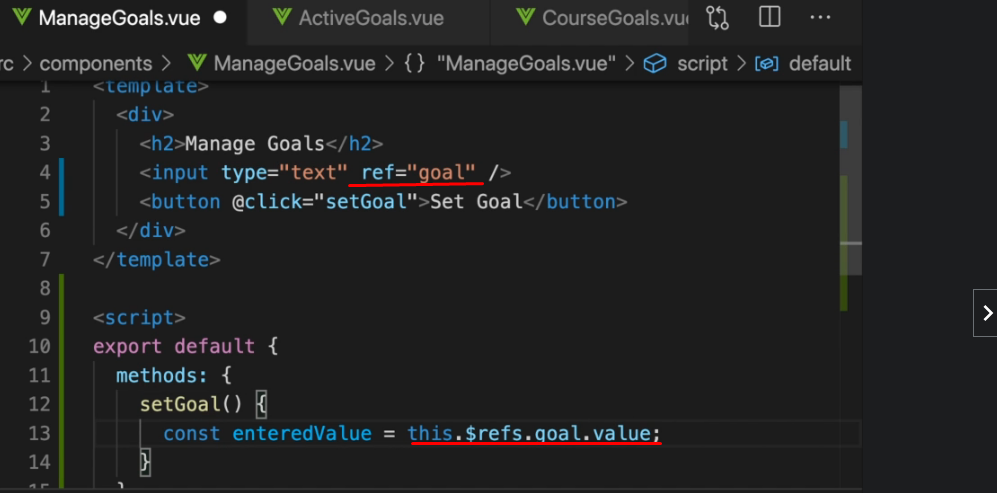 ManageGoals.vue ActiveGoals.vue CourseGoals.vu
rc > components > ManageGoals.vue > {} "ManageGoals.vue" > script > default
1 <template>
2 <div>
3 <h2>Manage Goals</h2>
4 <input type="text" ref="goal" />
5 <button @click="setGoal">Set Goal</button>
6 </div>
7 </template>
8
9 <script>
10 export default {
11 methods: {
12 setGoal() {
13 const enteredValue = this.$refs.goal.value;
14 }
15 }